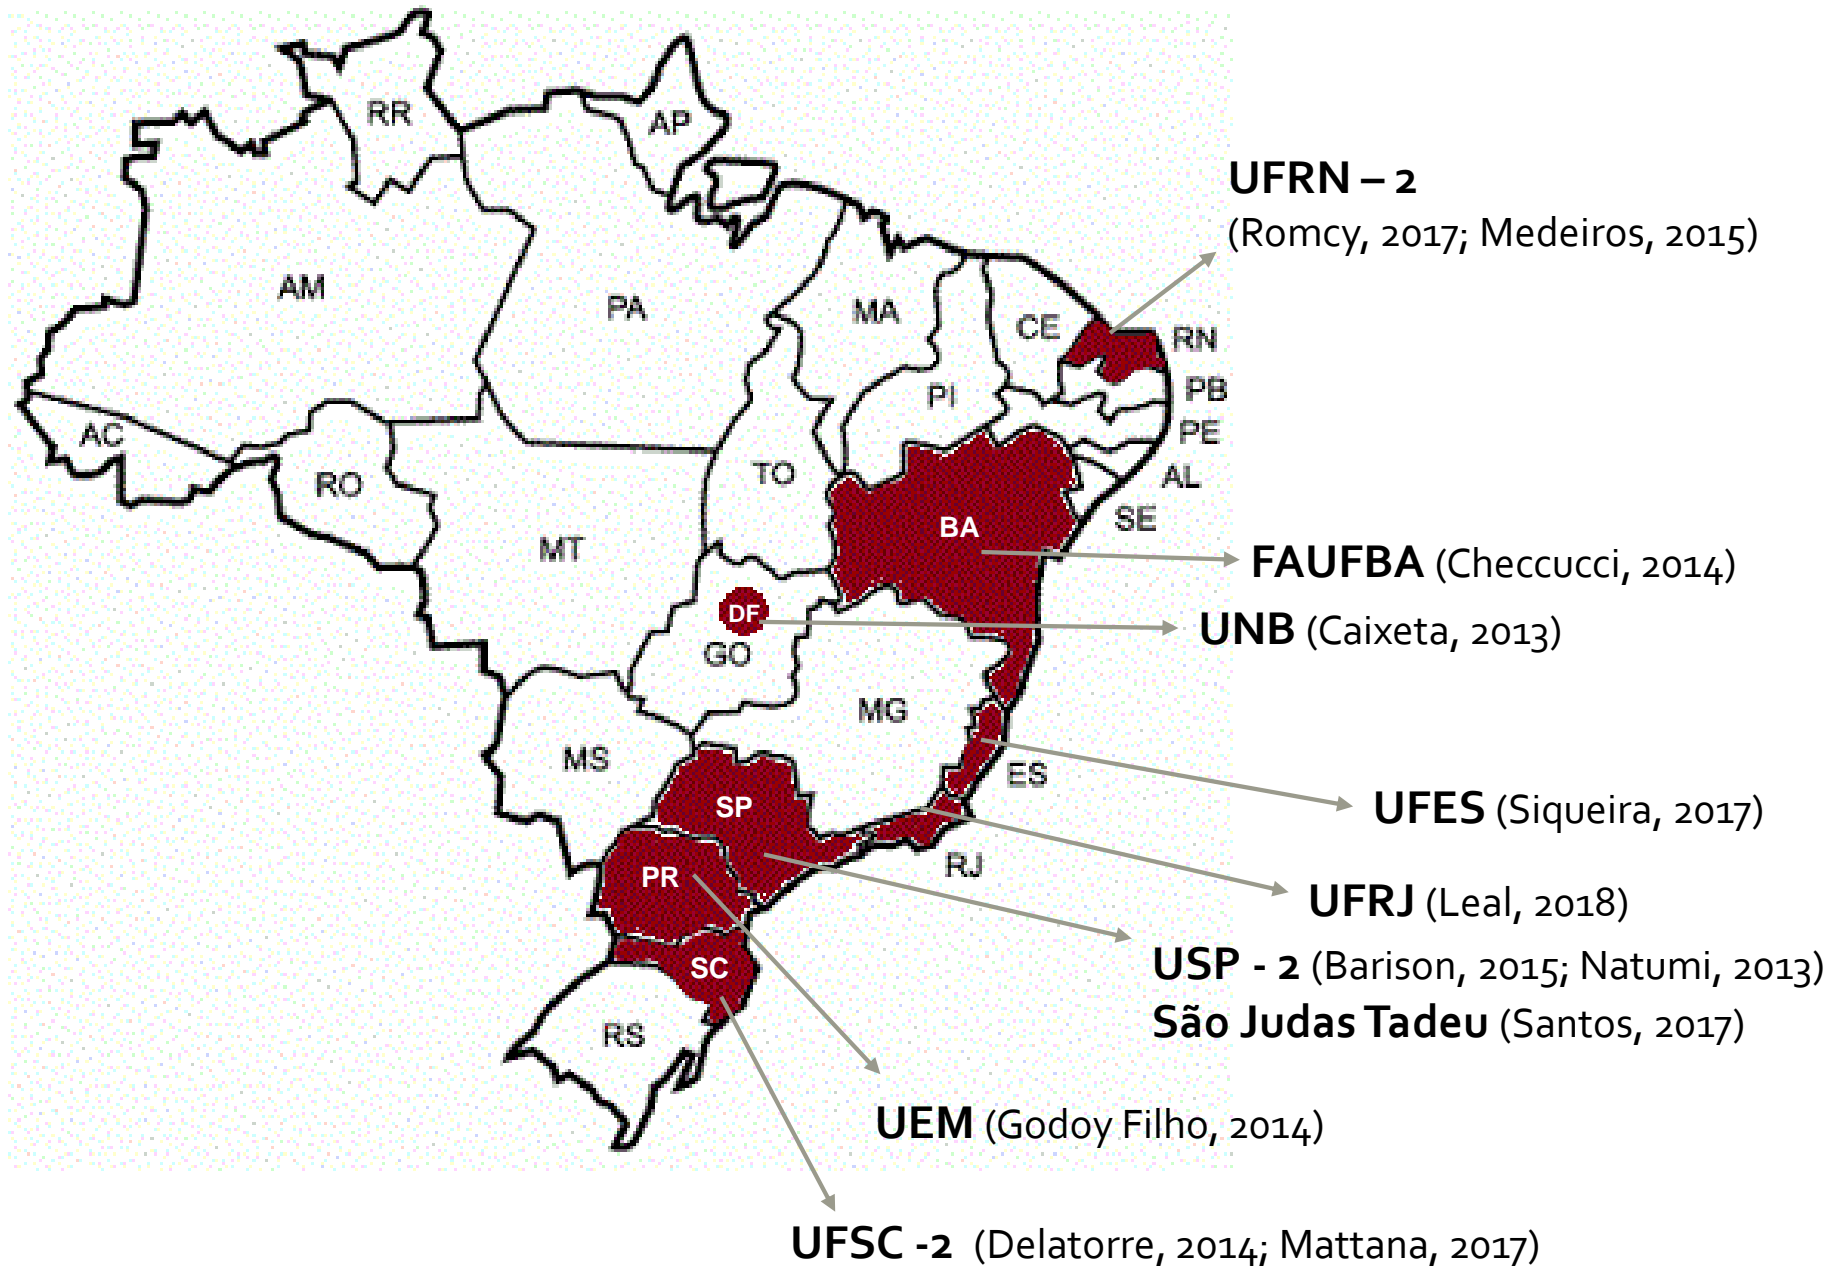 RR
AP
UFRN – 2
(Romcy, 2017; Medeiros, 2015)
AM
PA
MA
CE
RN
PI
PB
AC
PE
RO
TO
AL
BA
SE
MT
FAUFBA (Checcucci, 2014)
DF
UNB (Caixeta, 2013)
GO
MG
MS
ES
SP
UFES (Siqueira, 2017)
RJ
PR
UFRJ (Leal, 2018)
SC
USP - 2 (Barison, 2015; Natumi, 2013)
São Judas Tadeu (Santos, 2017)
RS
UEM (Godoy Filho, 2014)
UFSC -2 (Delatorre, 2014; Mattana, 2017)